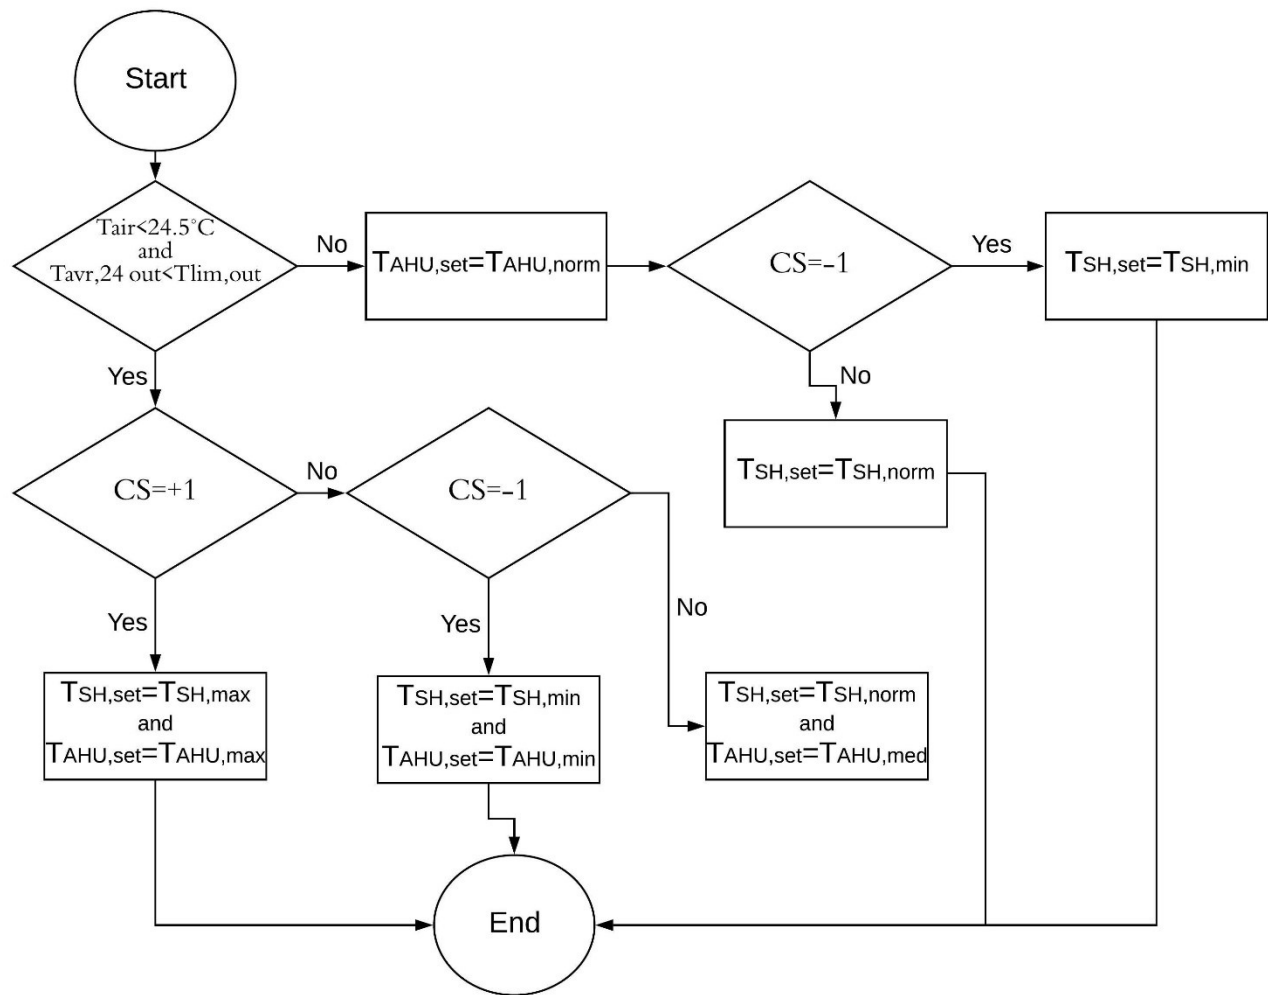 Start
Tair<24.5°C
and
Tavr,24 out<Tlim,out
No
TAHU,set=TAHU,norm
CS=-1
Yes
TSH,set=TSH,min
Yes
No
TSH,set=TSH,norm
CS=+1
No
CS=-1
No
Yes
Yes
TSH,set=TSH,max
and
TAHU,set=TAHU,max
TSH,set=TSH,min
and
TAHU,set=TAHU,min
TSH,set=TSH,norm
and
TAHU,set=TAHU,med
End